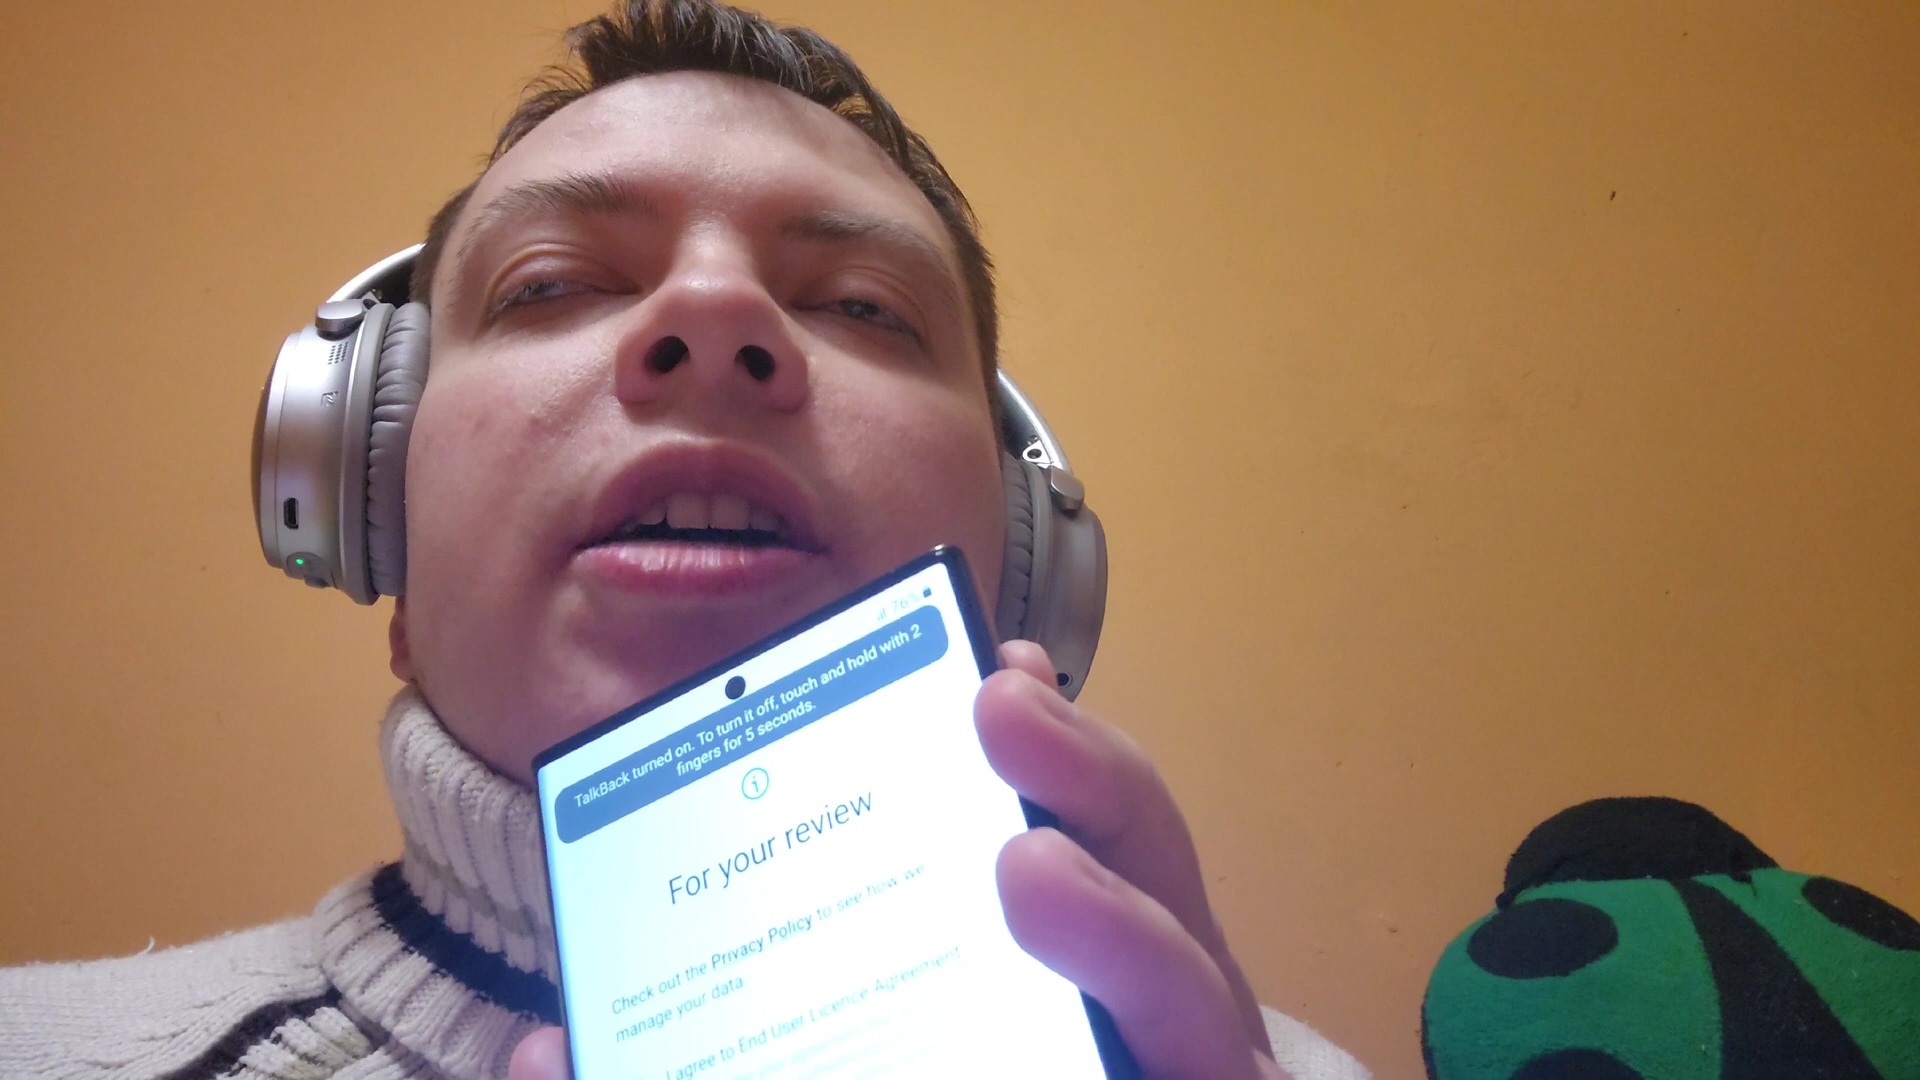 76%
TalkBack turned on. To turn it off, touch and hold with 2
fingers for 5 seconds.
For your review
Check out the Privacy Policy to see how we
manage your data.
I agree to End User Licence Agreement